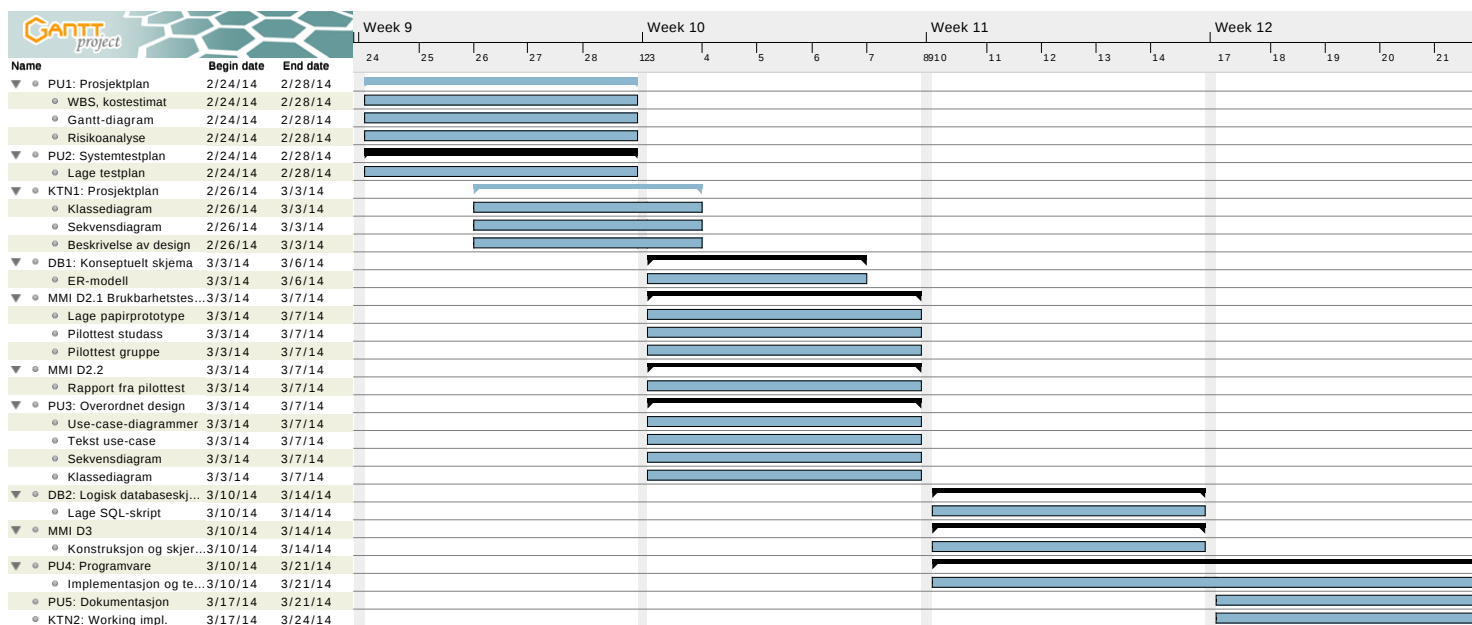 GANTT project
Week 9 Week 10 Week 11 Week 12
24 25 26 27 28 1 2 3 4 5 6 7 8 9 10 11 12 13 14 17 18 19 20 21
Name Begin date End date
PU1: Prosjektplan 2/24/14 2/28/14
WBS, kostestimat 2/24/14 2/28/14
Gantt-diagram 2/24/14 2/28/14
Risikoanalyse 2/24/14 2/28/14
PU2: Systemtestplan 2/24/14 2/28/14
Lage testplan 2/24/14 2/28/14
KTN1: Prosjektplan 2/26/14 3/3/14
Klassediagram 2/26/14 3/3/14
Sekvensdiagram 2/26/14 3/3/14
Beskrivelse av design 2/26/14 3/3/14
DB1: Konseptuelt skjema 3/3/14 3/6/14
ER-modell 3/3/14 3/6/14
MMI D2.1 Brukbarhetstes... 3/3/14 3/7/14
Lage papirprototype 3/3/14 3/7/14
Pilottest studass 3/3/14 3/7/14
Pilottest gruppe 3/3/14 3/7/14
MMI D2.2 3/3/14 3/7/14
Rapport fra pilottest 3/3/14 3/7/14
PU3: Overordnet design 3/3/14 3/7/14
Use-case-diagrammer 3/3/14 3/7/14
Tekst use-case 3/3/14 3/7/14
Sekvensdiagram 3/3/14 3/7/14
Klassediagram 3/3/14 3/7/14
DB2: Logisk databaseskj... 3/10/14 3/14/14
Lage SQL-skript 3/10/14 3/14/14
MMI D3 3/10/14 3/14/14
Konstruksjon og skjer... 3/10/14 3/14/14
PU4: Programvare 3/10/14 3/21/14
Implementasjon og te... 3/10/14 3/21/14
PU5: Dokumentasjon 3/17/14 3/21/14
KTN2: Working impl. 3/17/14 3/24/14